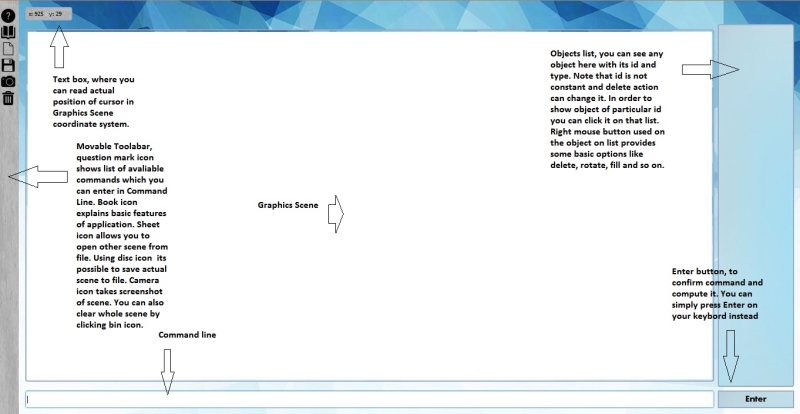 x: 925 y: 29
Text box, where you
can read actual
position of cursor in
Graphics Scene
coordinate system.
Movable Toolabar,
question mark icon
shows list of avaliable
commands which you
can enter in Command
Line. Book icon
explains basic features
of application. Sheet
icon allows you to
open other scene from
file. Using disc icon its
possible to save actual
scene to file. Camera
icon takes screenshot
of scene. You can also
clear whole scene by
clicking bin icon.
Graphics Scene
Objects list, you can see any
object here with its id and
type. Note that id is not
constant and delete action
can change it. In order to
show object of particular id
you can click it on that list.
Right mouse button used on
the object on list provides
some basic options like
delete, rotate, fill and so on.
Enter button, to
confirm command and
compute it. You can
simply press Enter on
your keybord instead
Command line
Enter